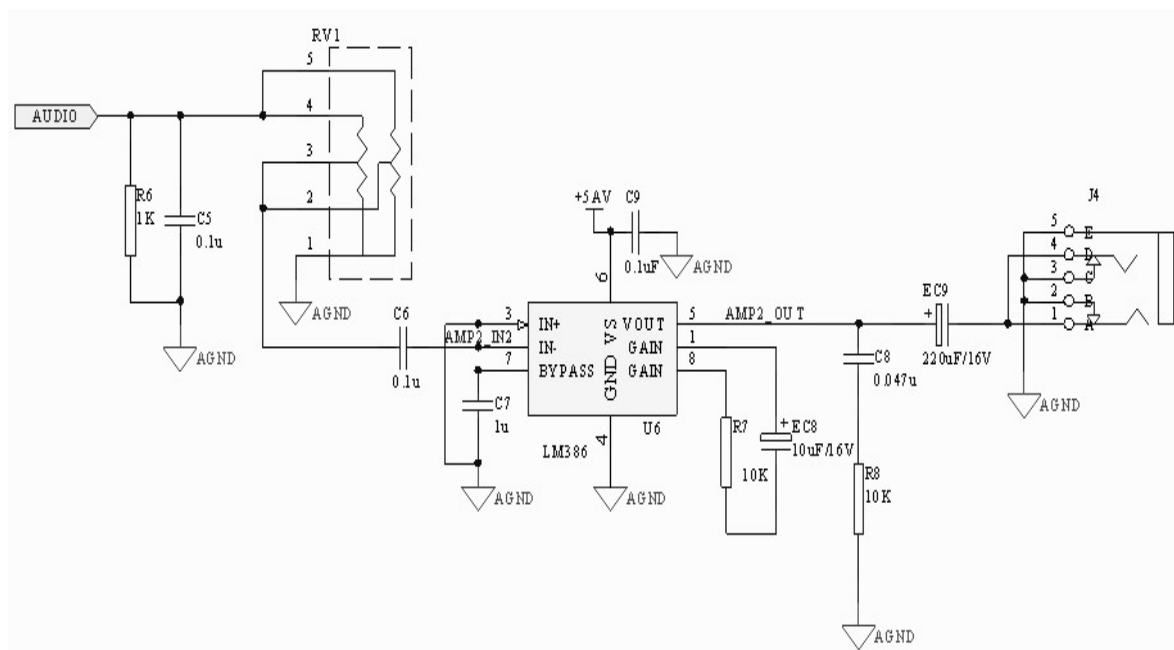 RV1
5
AUDIO
4
3
2
1
R6
1K
C5
0.1u
AGND
AGND
C6
0.1u
+5AV
C9
0.1uF
AGND
6
AMP2_IN2
3
7
IN+
IN-
BYPASS
GND VS
VOUT
GAIN
GAIN
5
1
8
AMP2_OUT
C7
1u
LM386
4
U6
AGND
AGND
R7
10K
EC8
+
10uF/16V
C8
0.047u
R8
10K
AGND
EC9
+
220uF/16V
J4
5 E
4 D
3 C
2 B
1 A
AGND